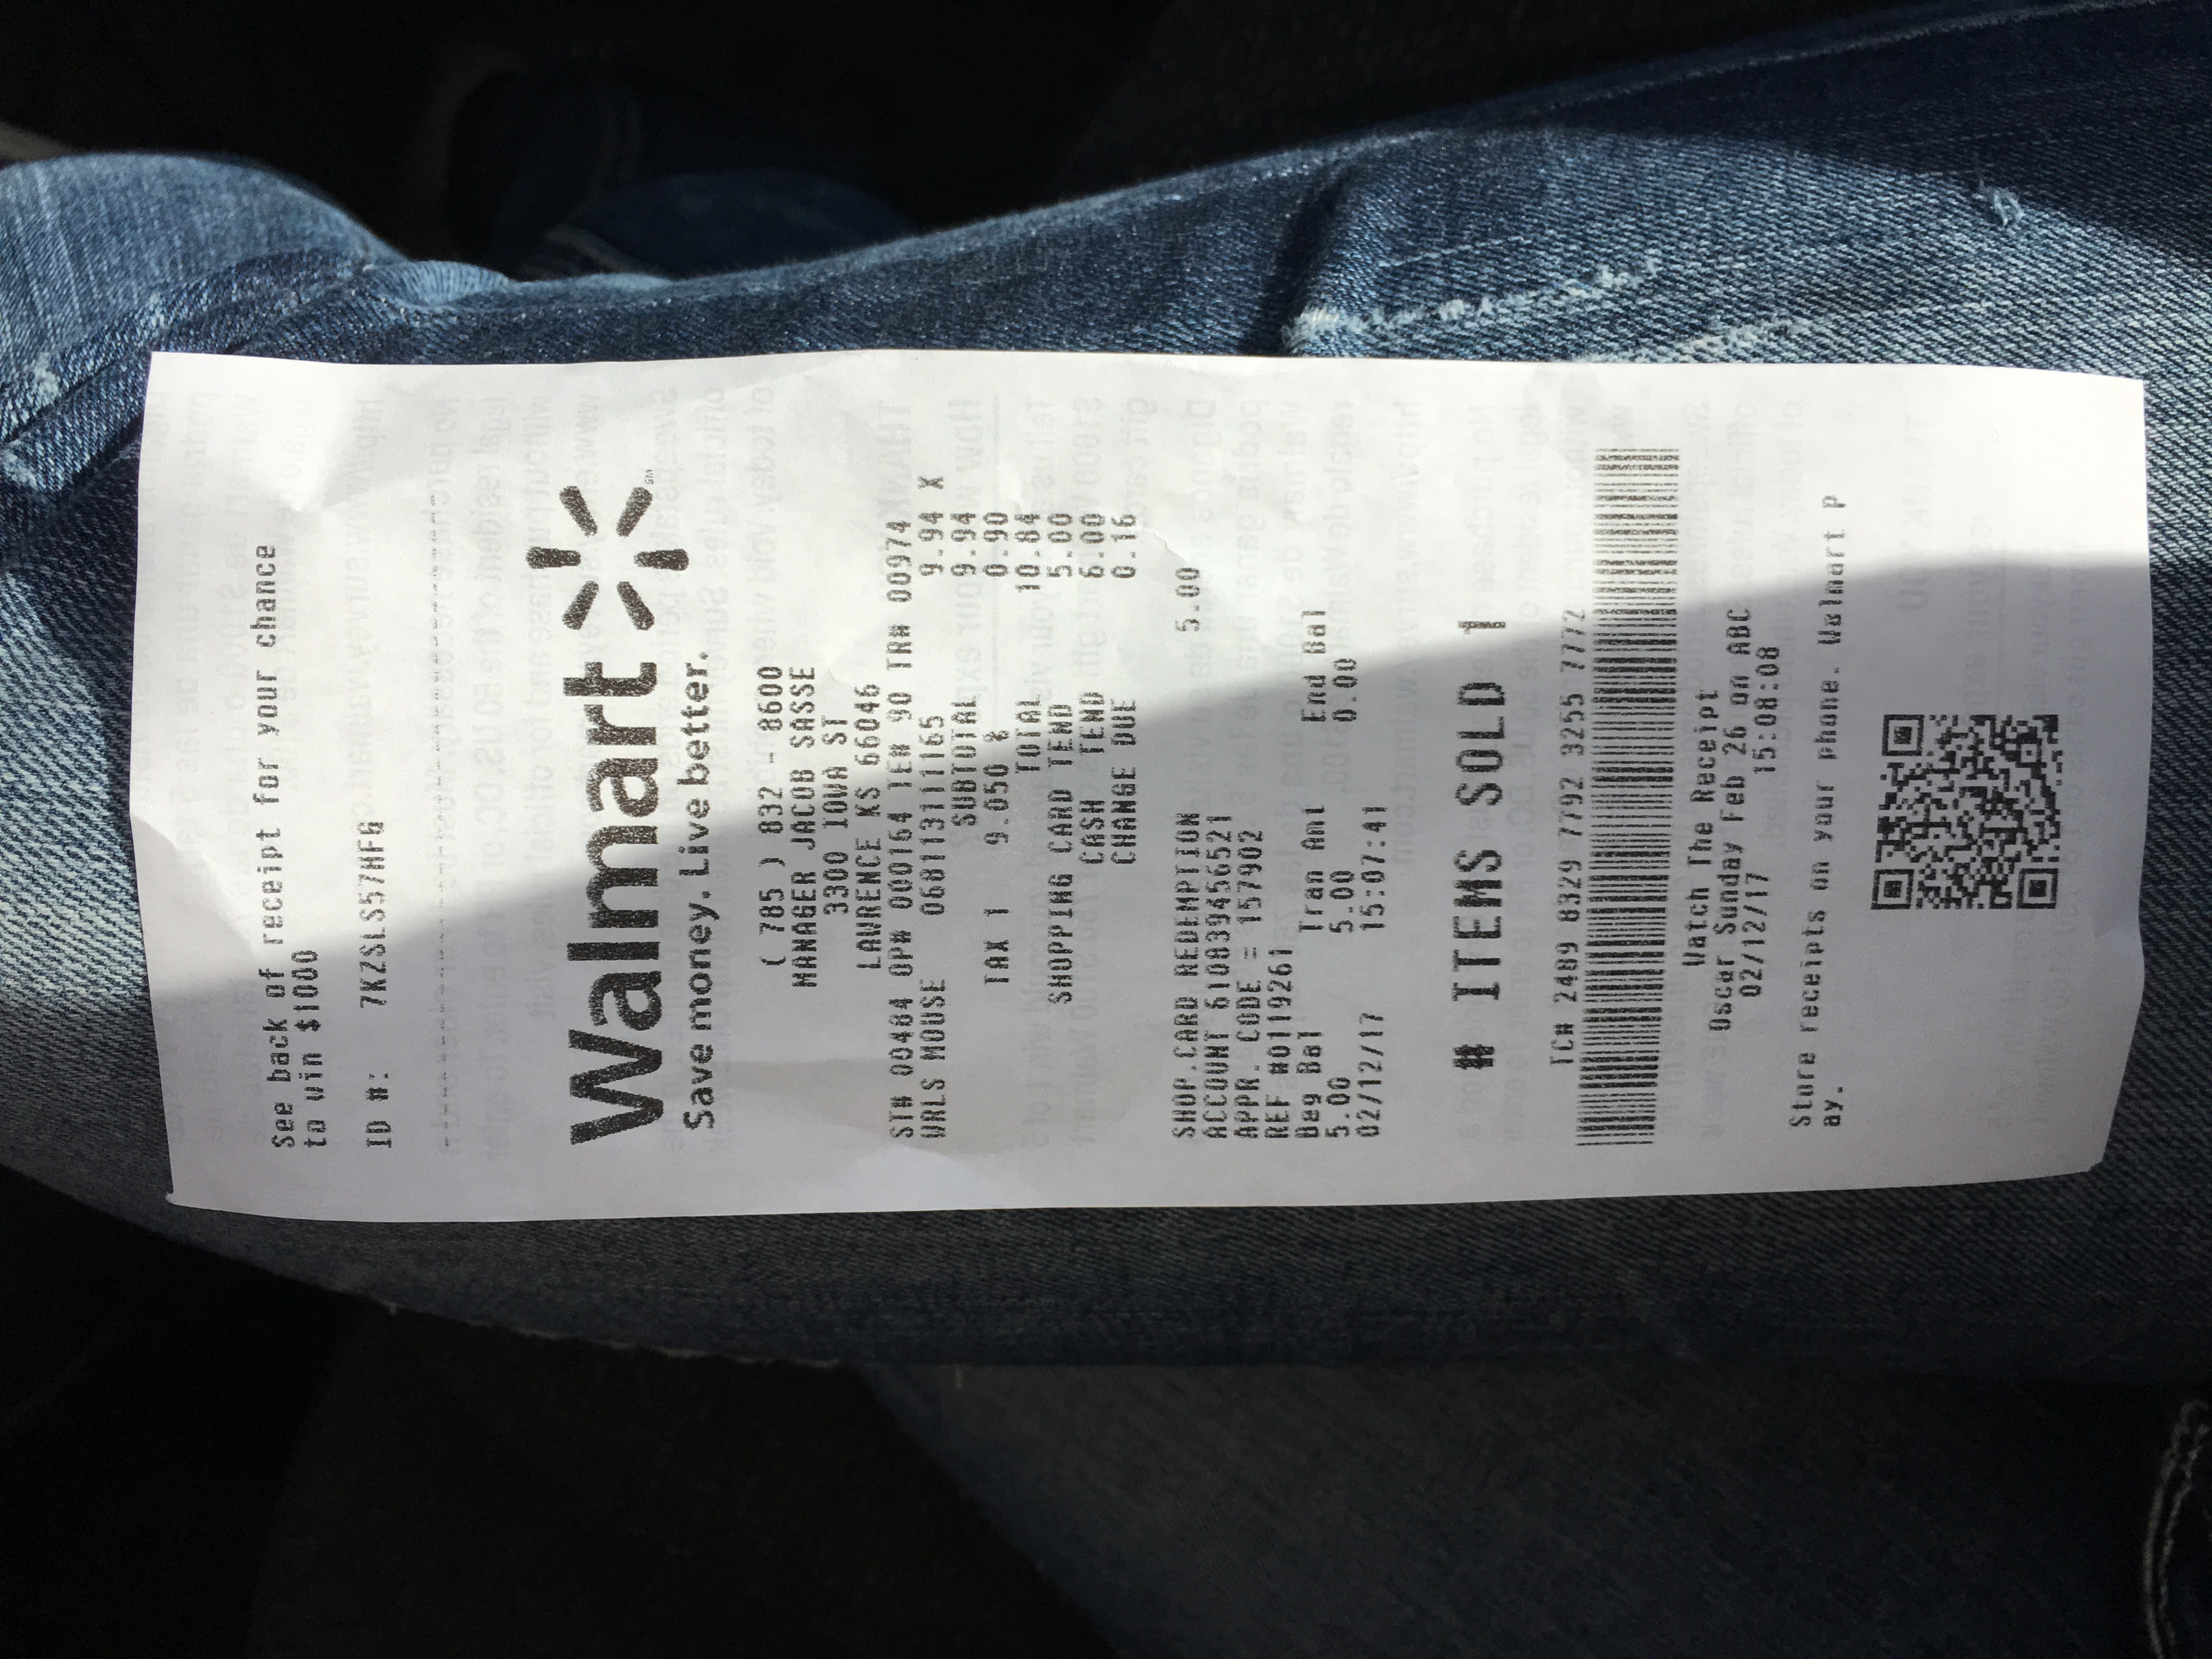 See back of receipt for your chance
to win $1000
ID #: 7KZSLS57HFG
Walmart
SM
Save money. Live better.
( 785 ) 832 - 8600
MANAGER JACOB SASSE
3300 IOWA ST
LAWRENCE KS 66046
ST# 00484 OP# 000164 TE# 90 TR# 00974
WRLS MOUSE 068113111165 9.94 X
SUBTOTAL 9.94
TAX 1 9.050 % 0.90
TOTAL 10.84
SHOPPING CARD TEND 5.00
CASH TEND 6.00
CHANGE DUE 0.16
SHOP.CARD REDEMPTION 5.00
ACCOUNT 610839456521
APPR. CODE = 157902
REF #0119261
Beg Bal Tran Amt End Bal
5.00 5.00 0.00
02/12/17 15:07:41
# ITEMS SOLD 1
TC# 2489 8329 7792 3255 7772
Watch The Receipt
Oscar Sunday Feb 26 on ABC
02/12/17 15:08:08
Store receipts on your phone. Walmart P
ay.